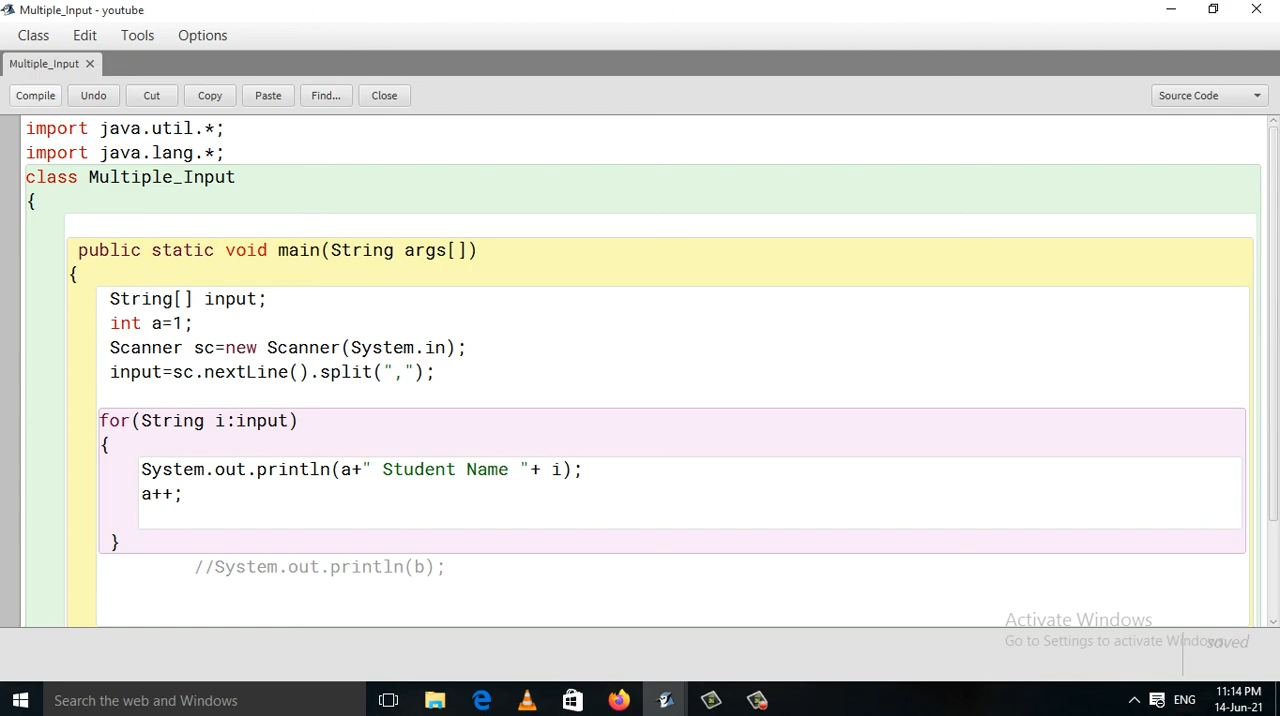 Multiple_Input - youtube
Class Edit Tools Options
Multiple_Input
Compile Undo Cut Copy Paste Find... Close Source Code
import java.util.*;
import java.lang.*;
class Multiple_Input
{
public static void main(String args[])
{
String[] input;
int a=1;
Scanner sc=new Scanner(System.in);
input=sc.nextLine().split(",");
for(String i:input)
{
System.out.println(a+" Student Name "+ i);
a++;
}
//System.out.println(b);
Activate Windows
Go to Settings to activate Windows.
saved
Search the web and Windows
ENG
11:14 PM
14-Jun-21